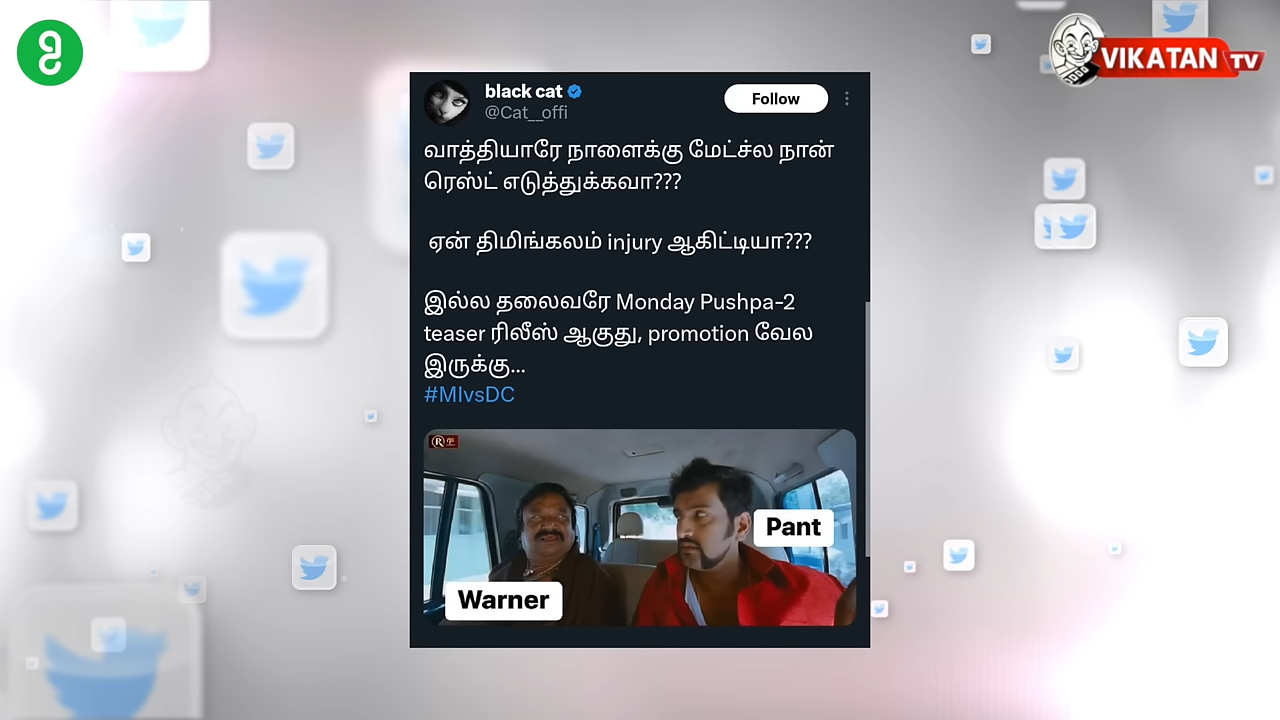 VIKATAN TV
black cat
Follow
@Cat__offi
வாத்தியாரே நாளைக்கு மேட்ச்ல நான்
ரெஸ்ட் எடுத்துக்கவா???
ஏன் திமிங்கலம் injury ஆகிட்டியா???
இல்ல தலைவரே Monday Pushpa-2
teaser ரிலீஸ் ஆகுது, promotion வேல
இருக்கு...
#MIvsDC
Pant
Warner